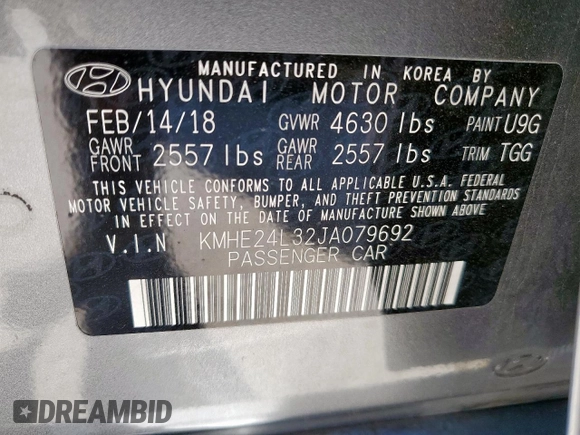 MANUFACTURED IN KOREA BY
HYUNDAI MOTOR COMPANY
FEB/14/18 GVWR 4630 lbs PAINT U9G
GAWR FRONT 2557 lbs GAWR REAR 2557 lbs TRIM TGG
THIS VEHICLE CONFORMS TO ALL APPLICABLE U.S.A. FEDERAL
MOTOR VEHICLE SAFETY, BUMPER, AND THEFT PREVENTION STANDARDS
IN EFFECT ON THE DATE OF MANUFACTURE SHOWN ABOVE.
V.I.N KMHE24L32JA079692
PASSENGER CAR
DREAMBID